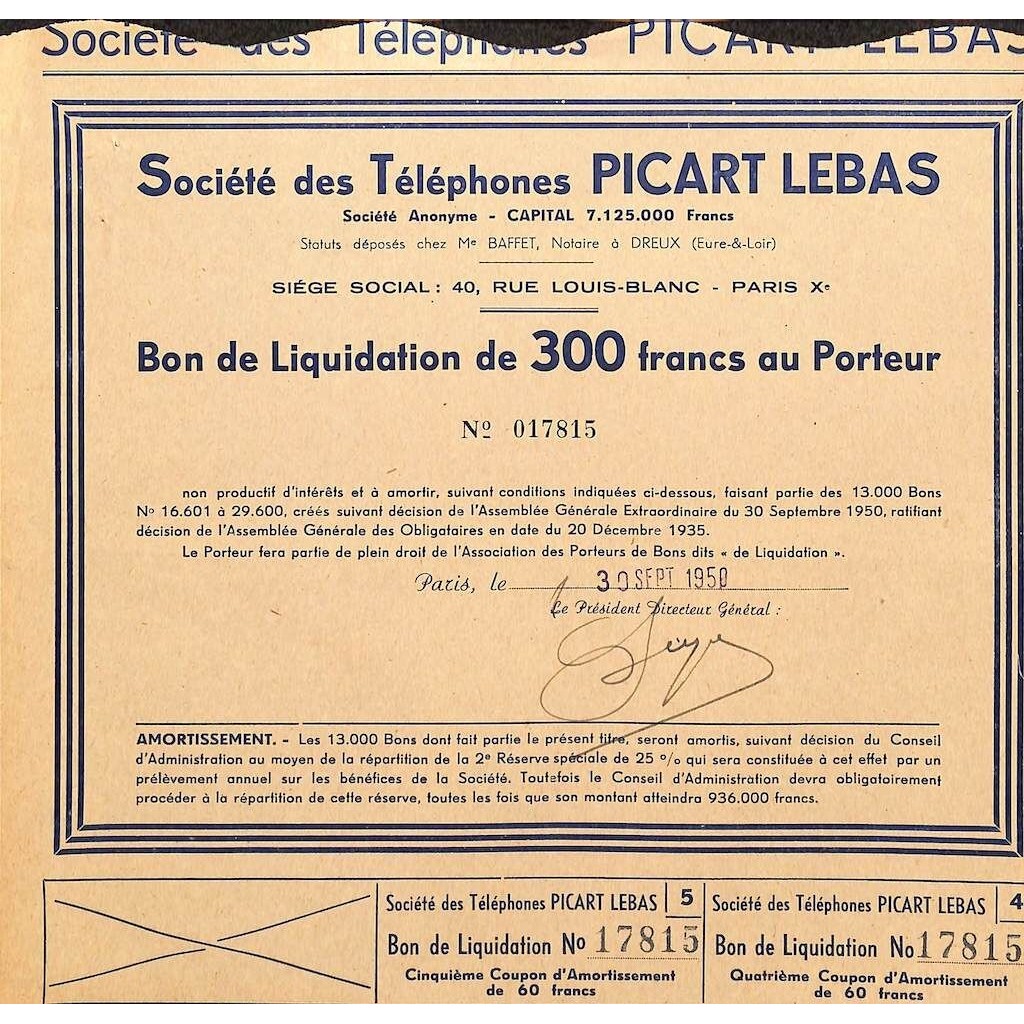 Société des Téléphones PICART LEBAS
Société des Téléphones PICART LEBAS
Société Anonyme - CAPITAL 7.125.000 Francs
Statuts déposés chez Me BAFFET, Notaire à DREUX (Eure-&-Loir)
SIÉGE SOCIAL : 40, RUE LOUIS-BLANC - PARIS Xe
Bon de Liquidation de 300 francs au Porteur
Nº 017815
non productif d'intérêts et à amortir, suivant conditions indiquées ci-dessous, faisant partie des 13.000 Bons
No 16.601 à 29.600, créés suivant décision de l'Assemblée Générale Extraordinaire du 30 Septembre 1950, ratifiant
décision de l'Assemblée Générale des Obligataires en date du 20 Décembre 1935.
Le Porteur fera partie de plein droit de l'Association des Porteurs de Bons dits « de Liquidation ».
Paris, le 30 SEPT 1950
Le Président Directeur Général :
AMORTISSEMENT. - Les 13.000 Bons dont fait partie le présent titre, seront amortis, suivant décision du Conseil
d'Administration au moyen de la répartition de la 2e Réserve spéciale de 25 % qui sera constituée à cet effet par un
prélèvement annuel sur les bénéfices de la Société. Toutefois le Conseil d'Administration devra obligatoirement
procéder à la répartition de cette réserve, toutes les fois que son montant atteindra 936.000 francs.
Société des Téléphones PICART LEBAS 5
Bon de Liquidation No 17815
Cinquième Coupon d'Amortissement
de 60 francs
Société des Téléphones PICART LEBAS 4
Bon de Liquidation No 17815
Quatrième Coupon d'Amortissement
de 60 francs